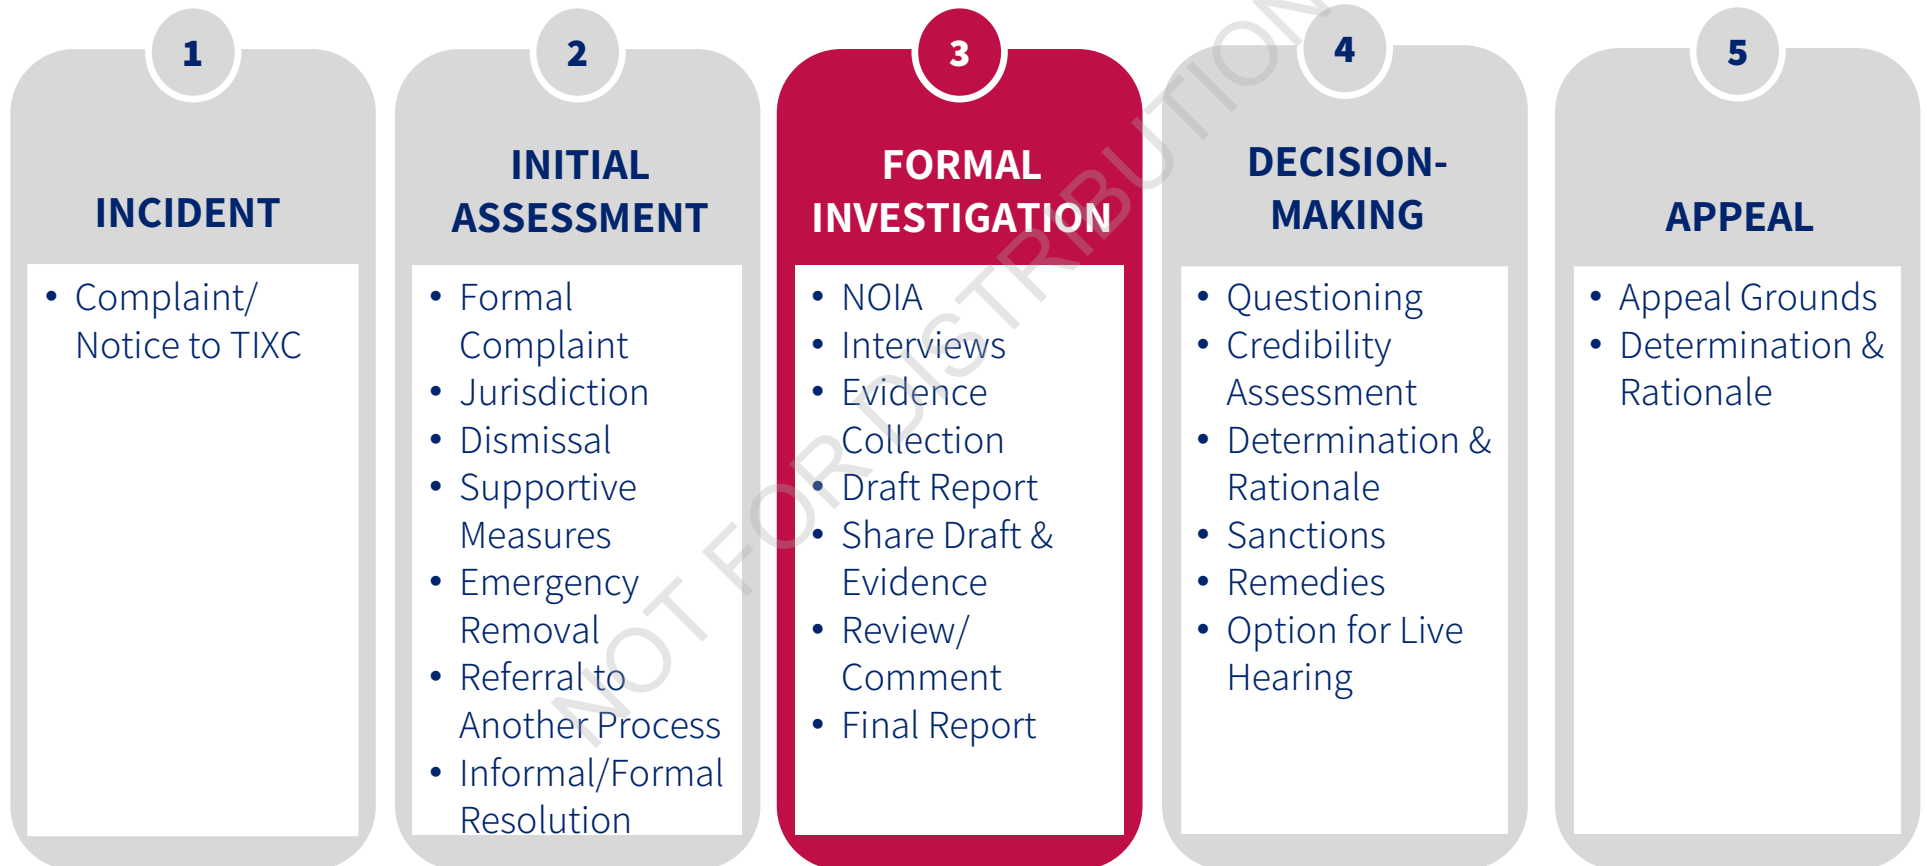 1
INCIDENT
• Complaint/
Notice to TIXC
2
INITIAL
ASSESSMENT
• Formal
Complaint
• Jurisdiction
• Dismissal
• Supportive
Measures
• Emergency
Removal
• Referral to
Another Process
• Informal/Formal
Resolution
3
FORMAL
INVESTIGATION
• NOIA
• Interviews
• Evidence
Collection
• Draft Report
• Share Draft &
Evidence
• Review/
Comment
• Final Report
4
DECISION-
MAKING
• Questioning
• Credibility
Assessment
• Determination &
Rationale
• Sanctions
• Remedies
• Option for Live
Hearing
5
APPEAL
• Appeal Grounds
• Determination &
Rationale
NOT FOR DISTRIBUTION